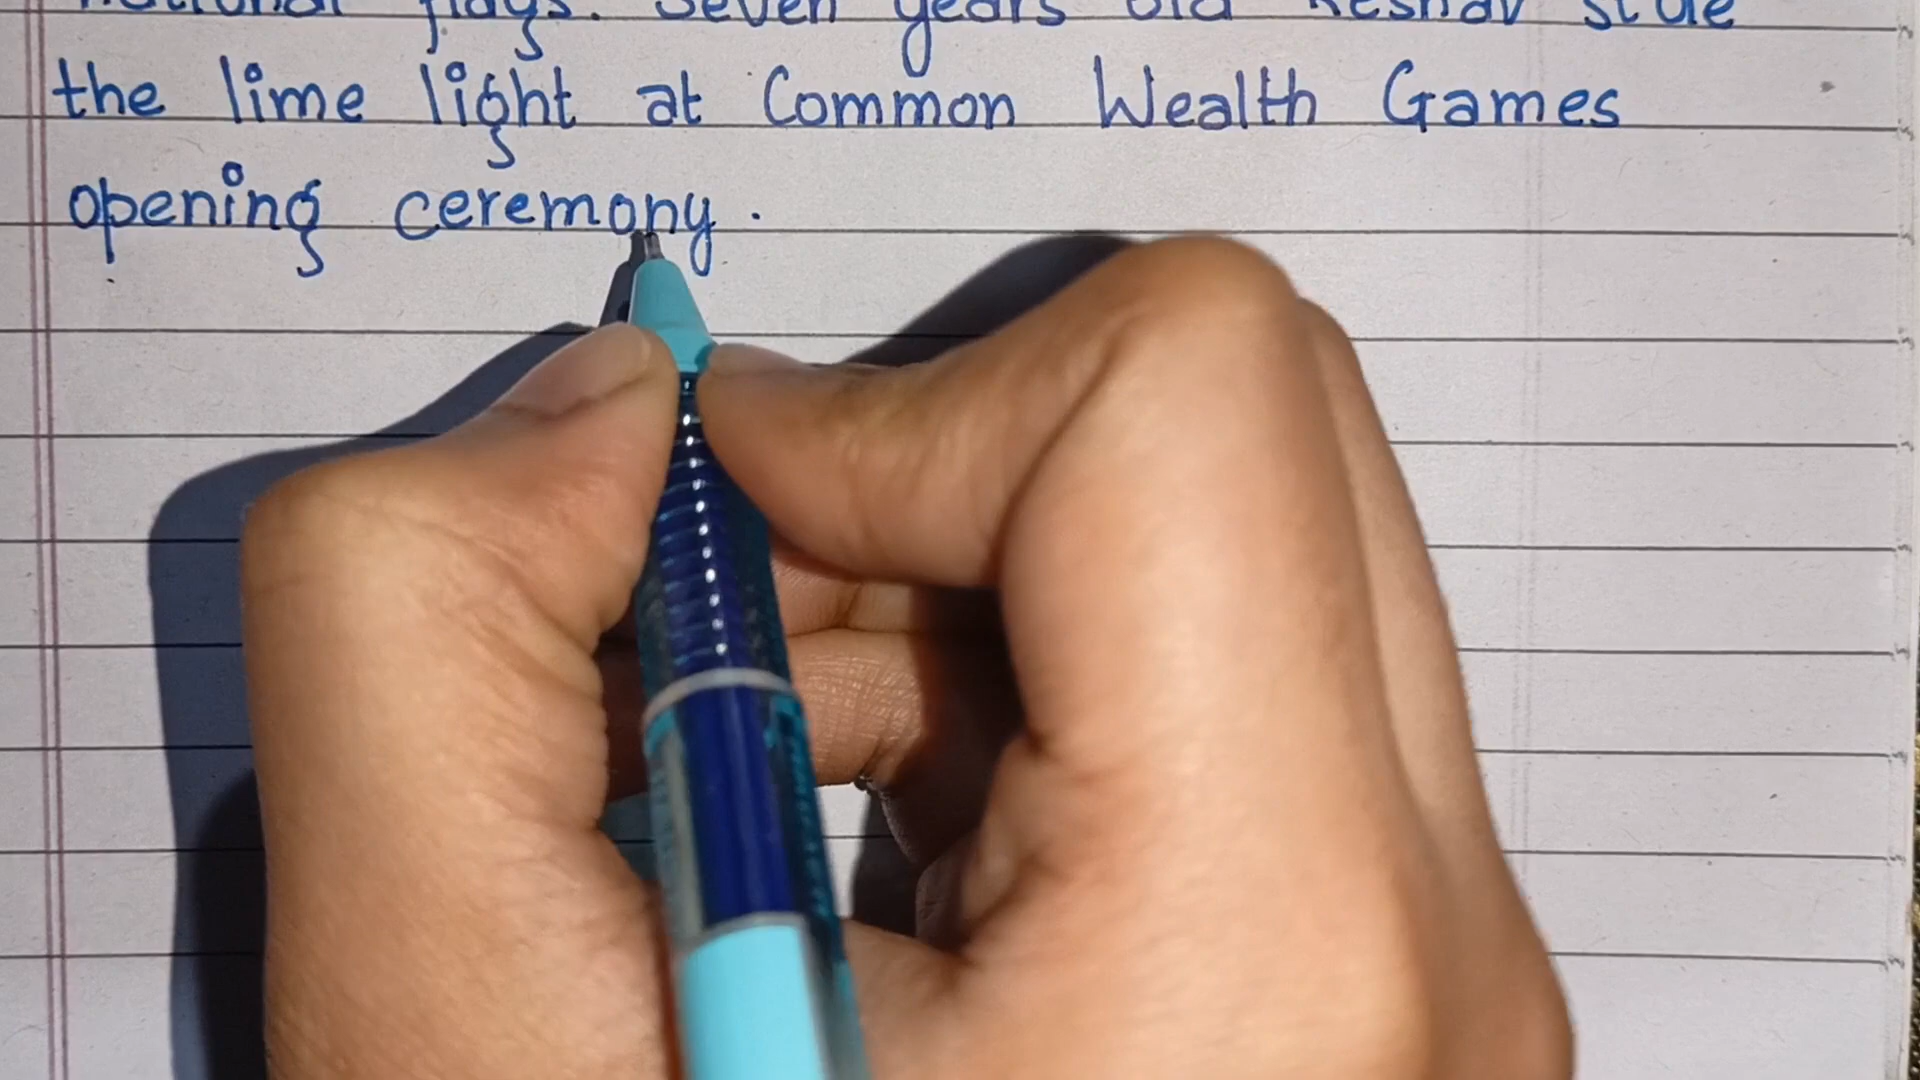 national flags. Seven years old Keshav stole
the lime light at Common Wealth Games
opening ceremony.